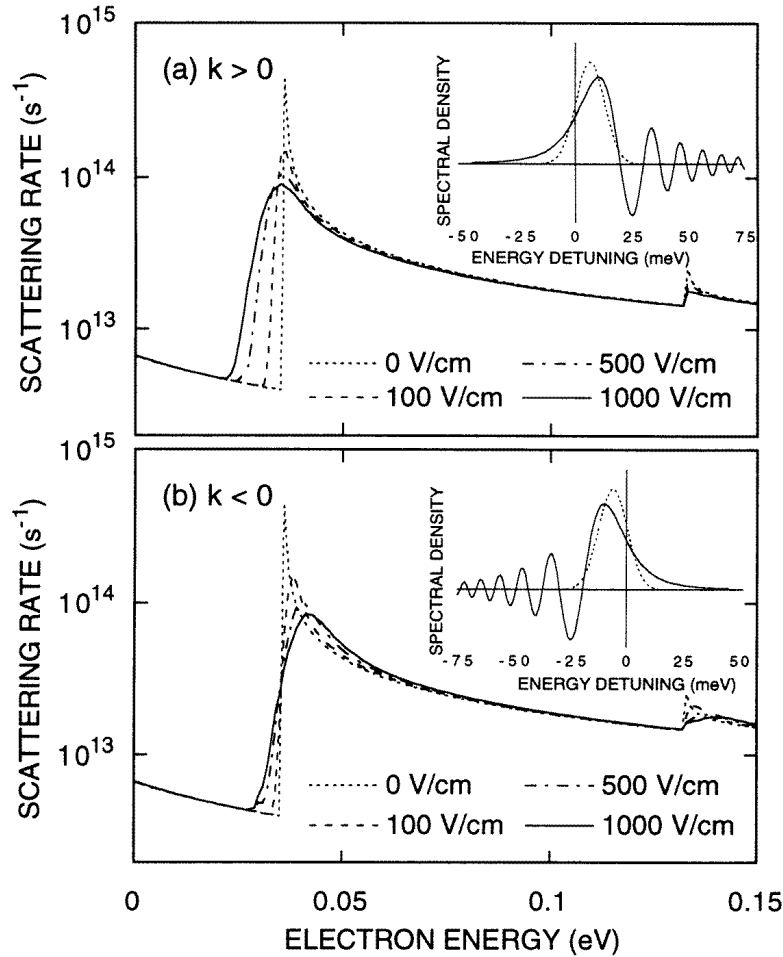 10^15
(a) k > 0
SPECTRAL DENSITY
-50 -25 0 25 50 75
ENERGY DETUNING (meV)
10^14
SCATTERING RATE (s^-1)
10^13
0 V/cm 500 V/cm
100 V/cm 1000 V/cm
10^15
(b) k < 0
SPECTRAL DENSITY
-75 -50 -25 0 25 50
ENERGY DETUNING (meV)
10^14
SCATTERING RATE (s^-1)
10^13
0 V/cm 500 V/cm
100 V/cm 1000 V/cm
0 0.05 0.1 0.15
ELECTRON ENERGY (eV)